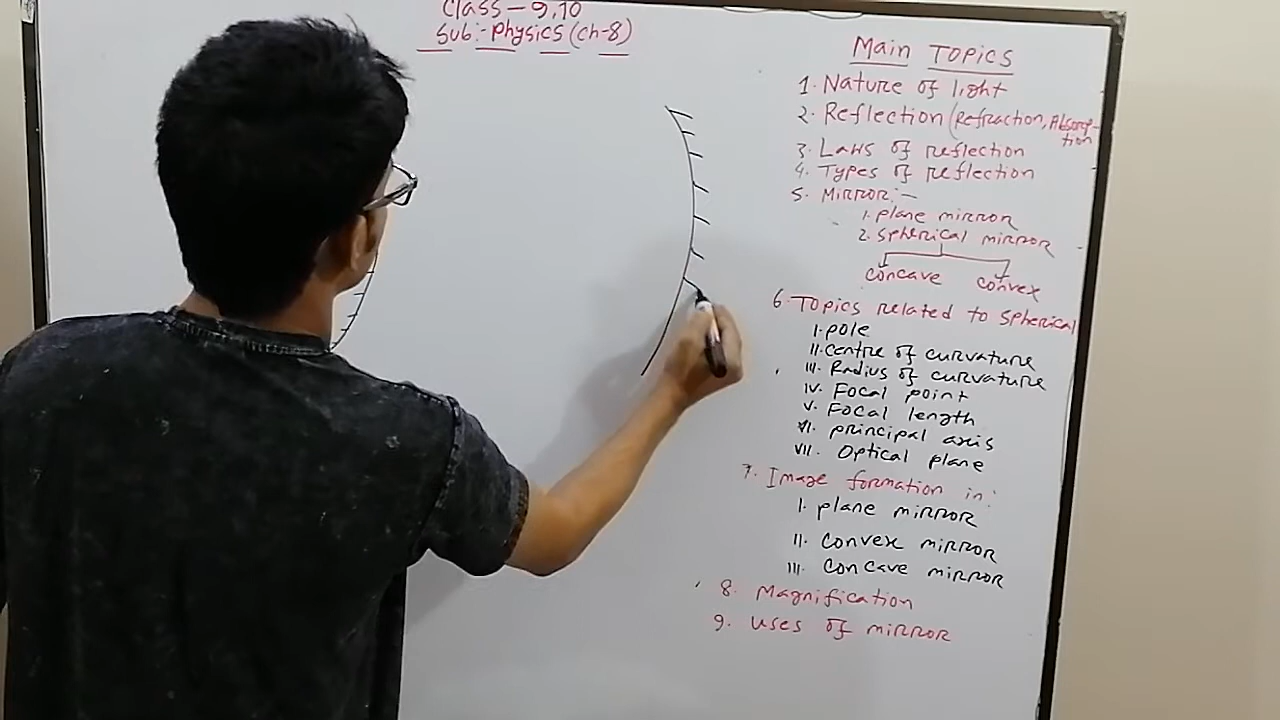 Class - 9,10
Sub:- Physics (ch-8)
Main Topics
1. Nature of light
2. Reflection (Refraction, Absorp-
tion
3. Laws of reflection
4. Types of reflection
5. Mirror:-
1. plane mirror
2. Spherical mirror
concave convex
6. Topics related to Spherical
I. pole
II. Centre of curvature
III. Radius of curvature
IV. Focal point
V. Focal length
VI. principal axis
VII. Optical plane
7. Image formation in:
I. plane mirror
II. Convex mirror
III. Concave mirror
8. Magnification
9. Uses of mirror